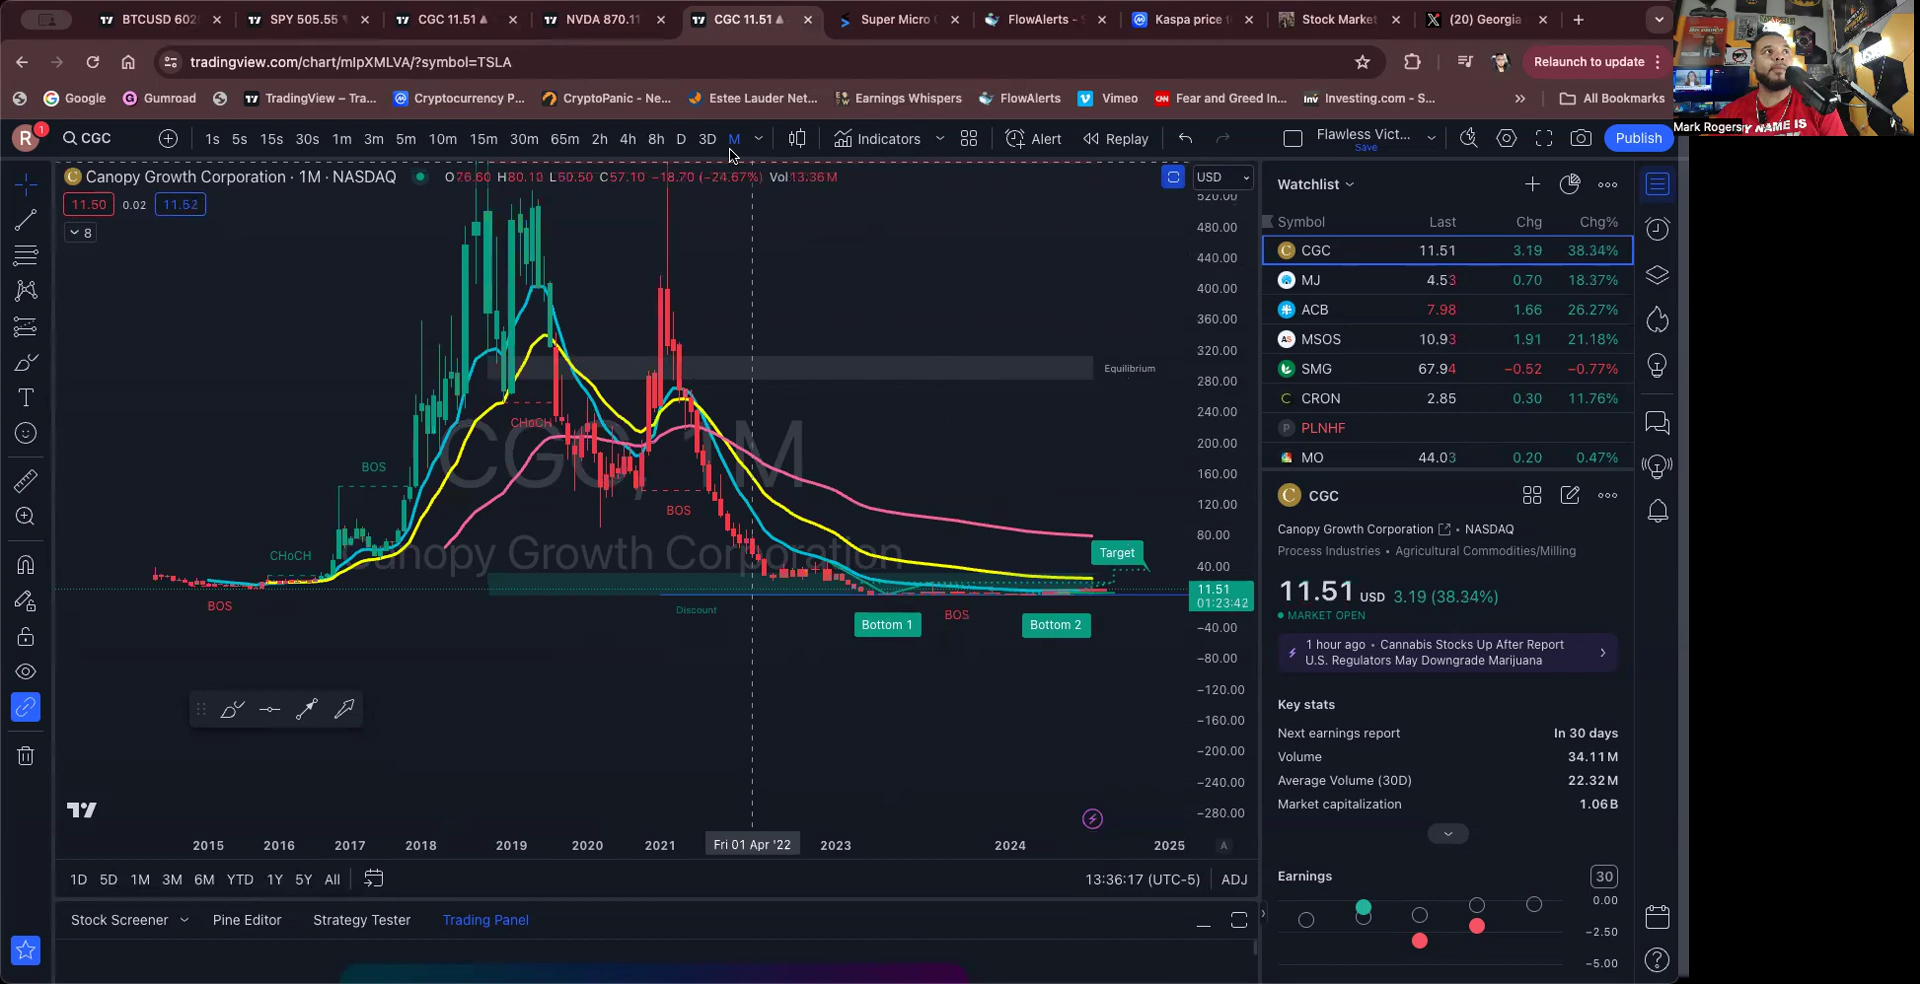 BTCUSD 602
SPY 505.55
CGC 11.51
NVDA 870.11
CGC 11.51
Super Micro
FlowAlerts -
Kaspa price t
Stock Market
(20) Georgia
tradingview.com/chart/mlpXMLVA/?symbol=TSLA
Relaunch to update
Google
Gumroad
TradingView – Tra...
Cryptocurrency P...
CryptoPanic - Ne...
Estee Lauder Net...
Earnings Whispers
FlowAlerts
Vimeo
Fear and Greed In...
Investing.com - S...
All Bookmarks
Mark Rogers
Y NAME IS
R
1
CGC
1s 5s 15s 30s 1m 3m 5m 10m 15m 30m 65m 2h 4h 8h D 3D M
Indicators
Alert
Replay
Flawless Vict...
Save
Publish
Canopy Growth Corporation · 1M · NASDAQ
O76.60 H80.10 L50.50 C57.10 −18.70 (−24.67%) Vol13.36M
USD
11.50 0.02 11.52
8
520.00
480.00
440.00
400.00
360.00
320.00
280.00
240.00
200.00
160.00
120.00
80.00
40.00
11.51
01:23:42
−40.00
−80.00
−120.00
−160.00
−200.00
−240.00
−280.00
Equilibrium
CHoCH
BOS
BOS
CHoCH
BOS
CGC, 1M
Canopy Growth Corporation
Target
Discount
Bottom 1
BOS
Bottom 2
2015 2016 2017 2018 2019 2020 2021 Fri 01 Apr '22 2023 2024 2025
A
1D 5D 1M 3M 6M YTD 1Y 5Y All
13:36:17 (UTC-5)
ADJ
Stock Screener
Pine Editor
Strategy Tester
Trading Panel
Watchlist
Symbol Last Chg Chg%
CGC 11.51 3.19 38.34%
MJ 4.53 0.70 18.37%
ACB 7.98 1.66 26.27%
MSOS 10.93 1.91 21.18%
SMG 67.94 −0.52 −0.77%
CRON 2.85 0.30 11.76%
PLNHF
MO 44.03 0.20 0.47%
CGC
Canopy Growth Corporation • NASDAQ
Process Industries • Agricultural Commodities/Milling
11.51 USD 3.19 (38.34%)
MARKET OPEN
1 hour ago • Cannabis Stocks Up After Report
U.S. Regulators May Downgrade Marijuana
Key stats
Next earnings report In 30 days
Volume 34.11M
Average Volume (30D) 22.32M
Market capitalization 1.06B
Earnings
30
0.00
−2.50
−5.00